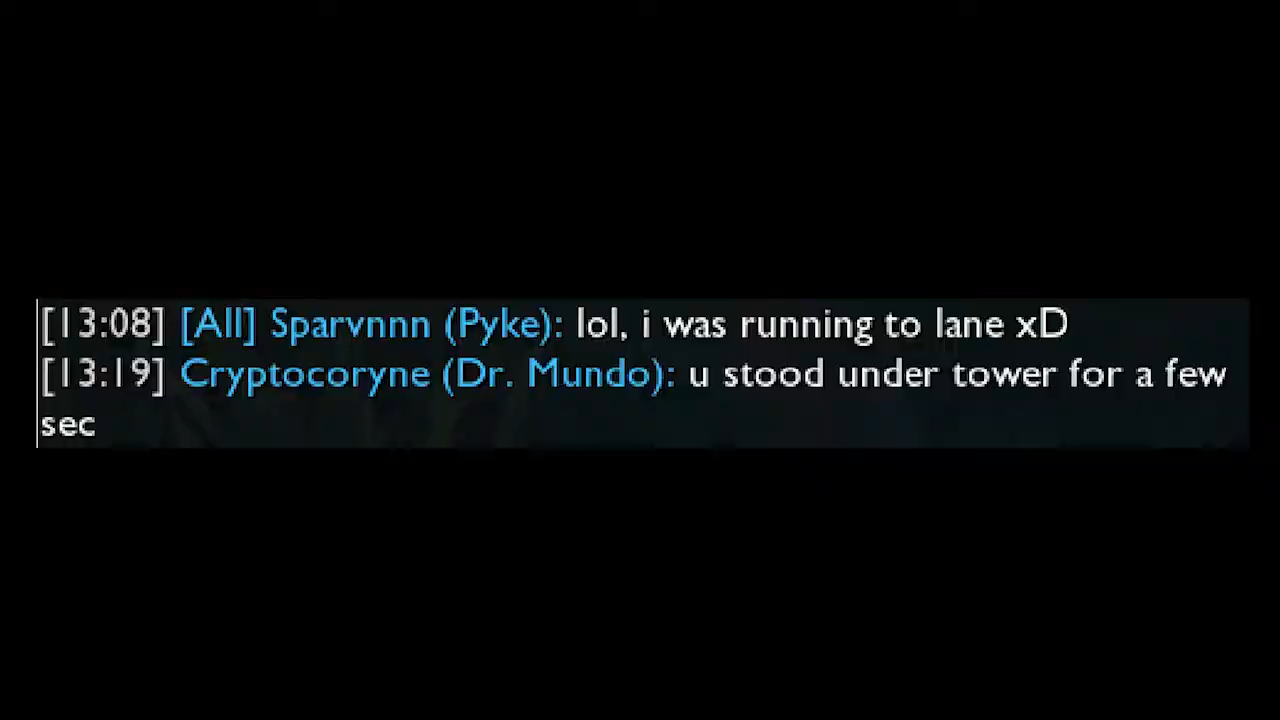 [13:08] [All] Sparvnnn (Pyke): lol, i was running to lane xD
[13:19] Cryptocoryne (Dr. Mundo): u stood under tower for a few
sec